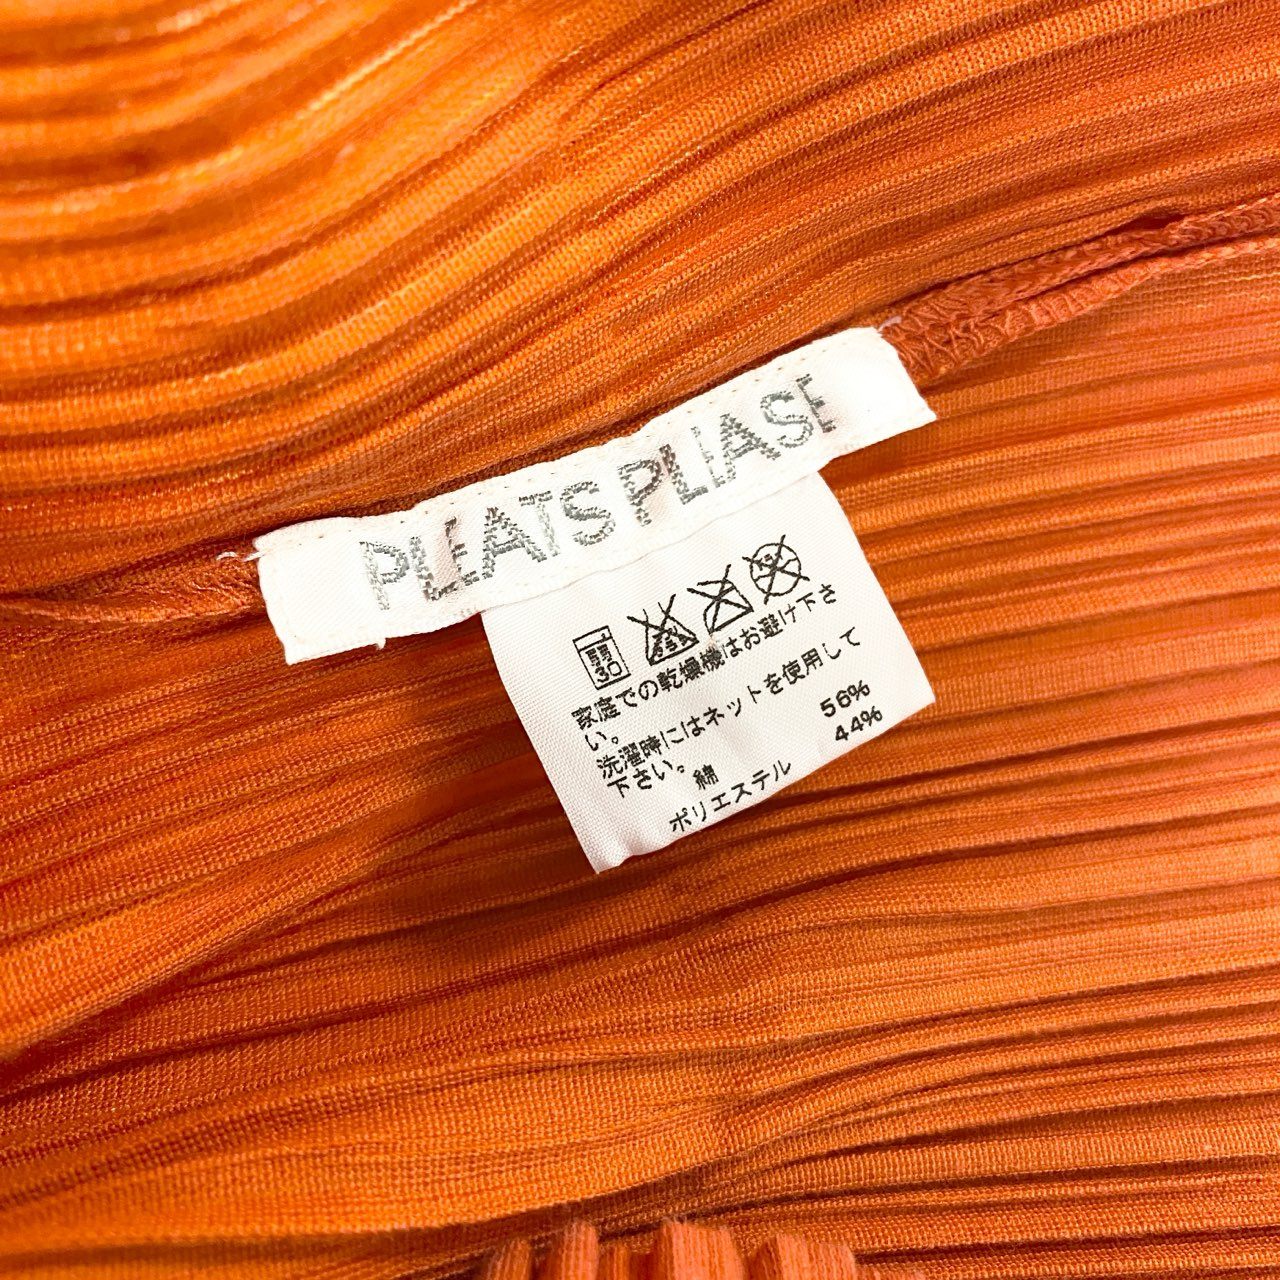 PLEATS PLEASE
弱
30
家庭での乾燥機はお避け下さ
い。
洗濯時にはネットを使用して
下さい。
綿 56%
ポリエステル 44%